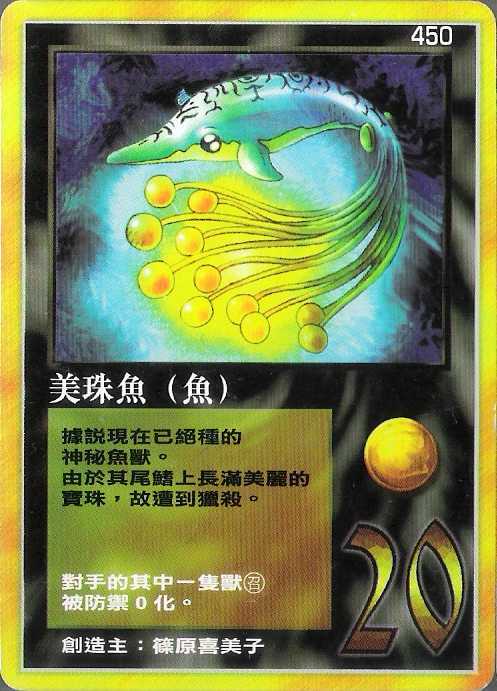 450
美珠魚（魚）
據説現在已絕種的
神秘魚獸。
由於其尾鰭上長滿美麗的
寶珠，故遭到獵殺。
對手的其中一隻獸㊁
被防禦０化。
創造主：篠原喜美子
20